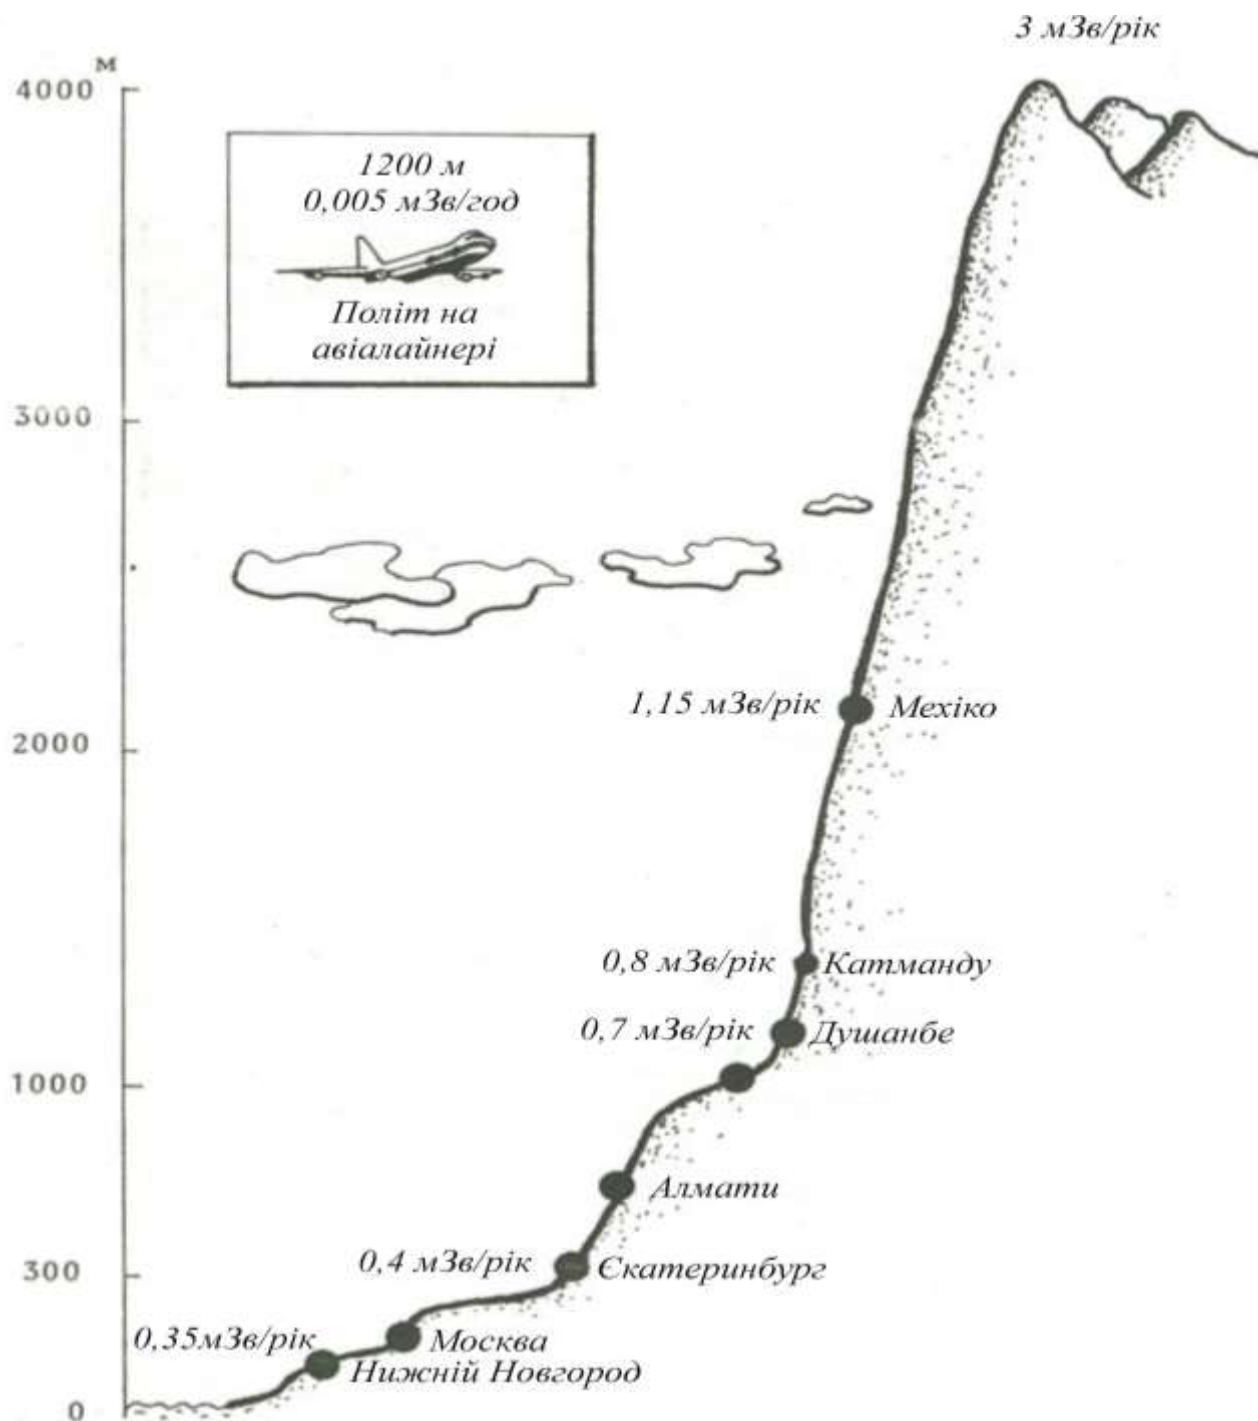 3 мЗв/рік
м
4000
1200 м
0,005 мЗв/год
Політ на
авіалайнері
3000
1,15 мЗв/рік Мехіко
2000
0,8 мЗв/рік Катманду
0,7 мЗв/рік Душанбе
1000
Алмати
0,4 мЗв/рік Єкатеринбург
300
0,35мЗв/рік Москва
Нижній Новгород
0